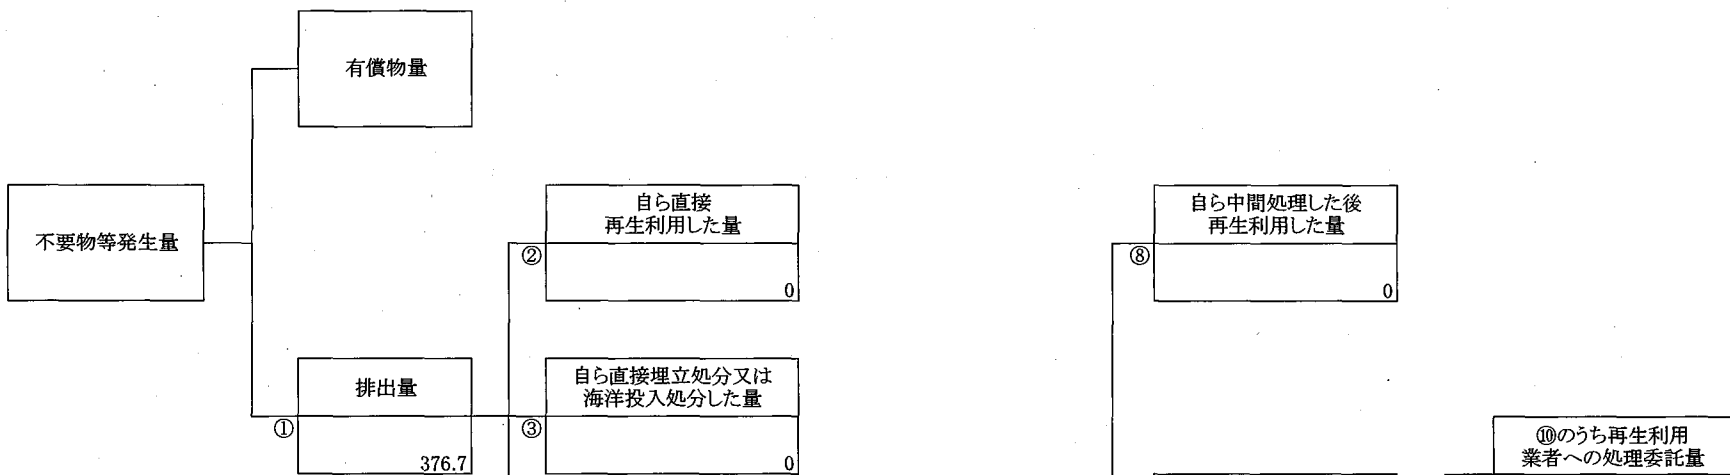 有償物量
不要物等発生量
自ら直接
再生利用した量
②
0
自ら中間処理した後
再生利用した量
⑧
0
排出量
①
376.7
自ら直接埋立処分又は
海洋投入処分した量
③
0
⑩のうち再生利用
業者への処理委託量